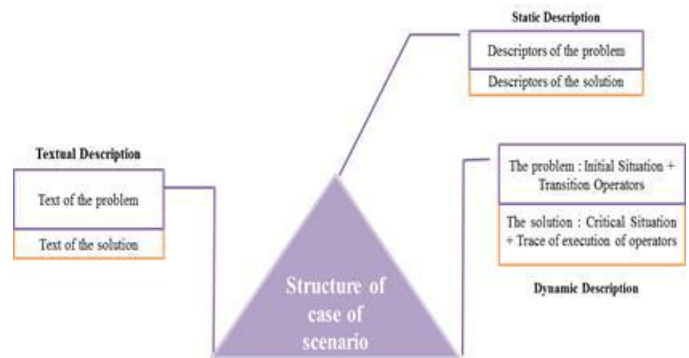 Static Description
Descriptors of the problem
Descriptors of the solution
Textual Description
Text of the problem
Text of the solution
The problem : Initial Situation +
Transition Operators
The solution : Critical Situation
+ Trace of execution of operators
Dynamic Description
Structure of
case of
scenario